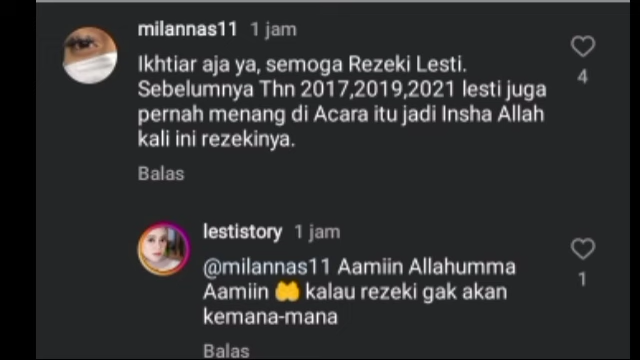 milannas11 1 jam
Ikhtiar aja ya, semoga Rezeki Lesti.
Sebelumnya Thn 2017,2019,2021 lesti juga
pernah menang di Acara itu jadi Insha Allah
kali ini rezekinya.
4
Balas
lestistory 1 jam
@milannas11 Aamiin Allahumma
Aamiin 🤲 kalau rezeki gak akan
kemana-mana
1
Balas